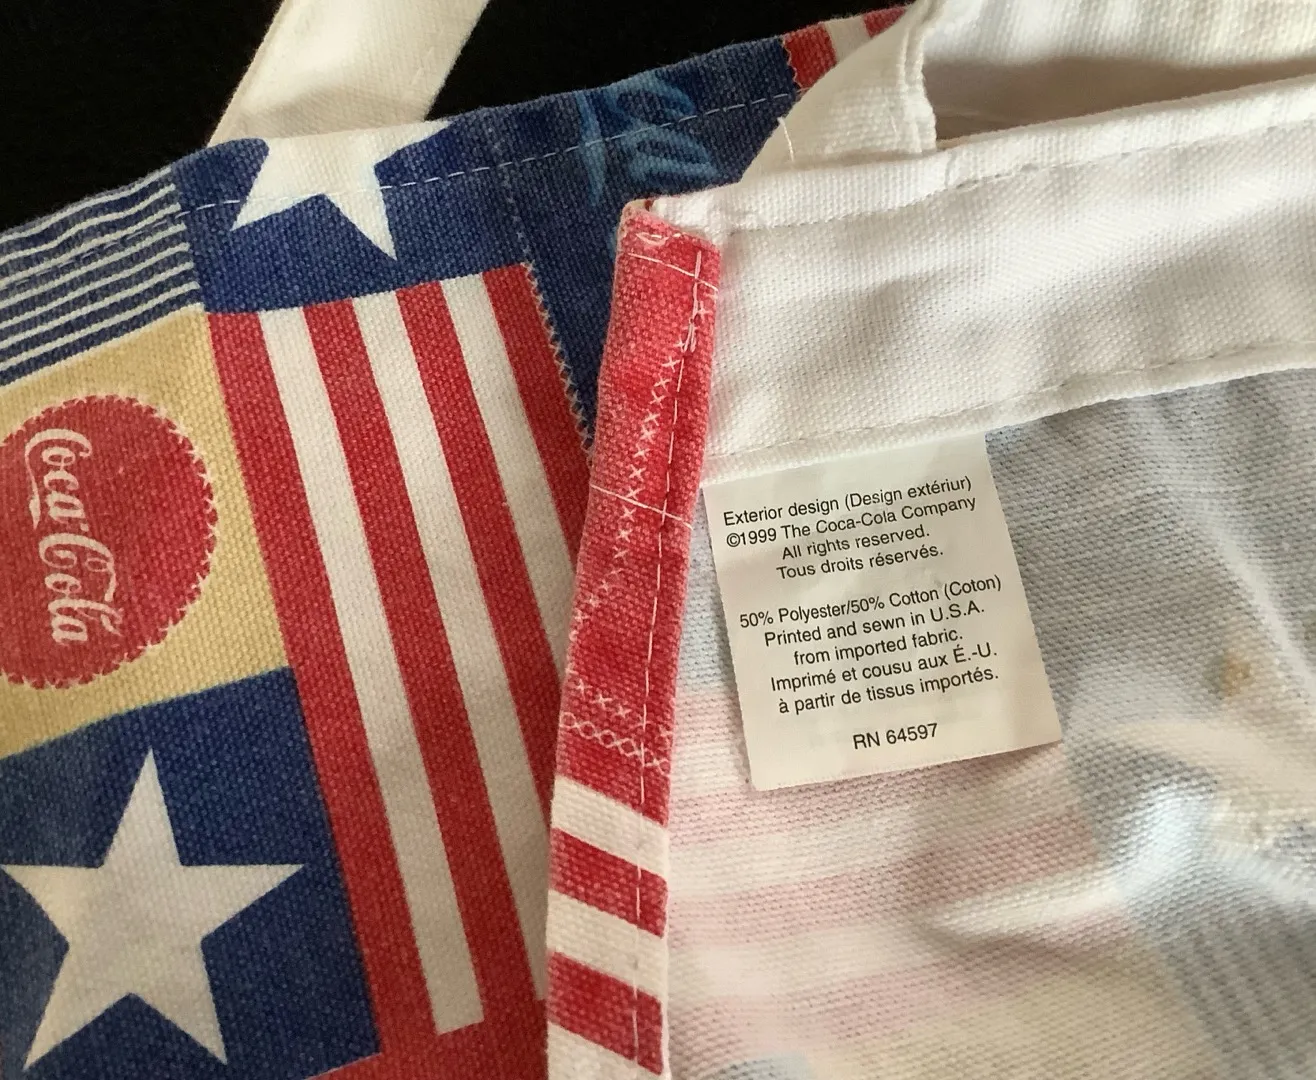 Coca-Cola
Exterior design (Design extériur)
©1999 The Coca-Cola Company
All rights reserved.
Tous droits réservés.
50% Polyester/50% Cotton (Coton)
Printed and sewn in U.S.A.
from imported fabric.
Imprimé et cousu aux É.-U.
à partir de tissus importés.
RN 64597